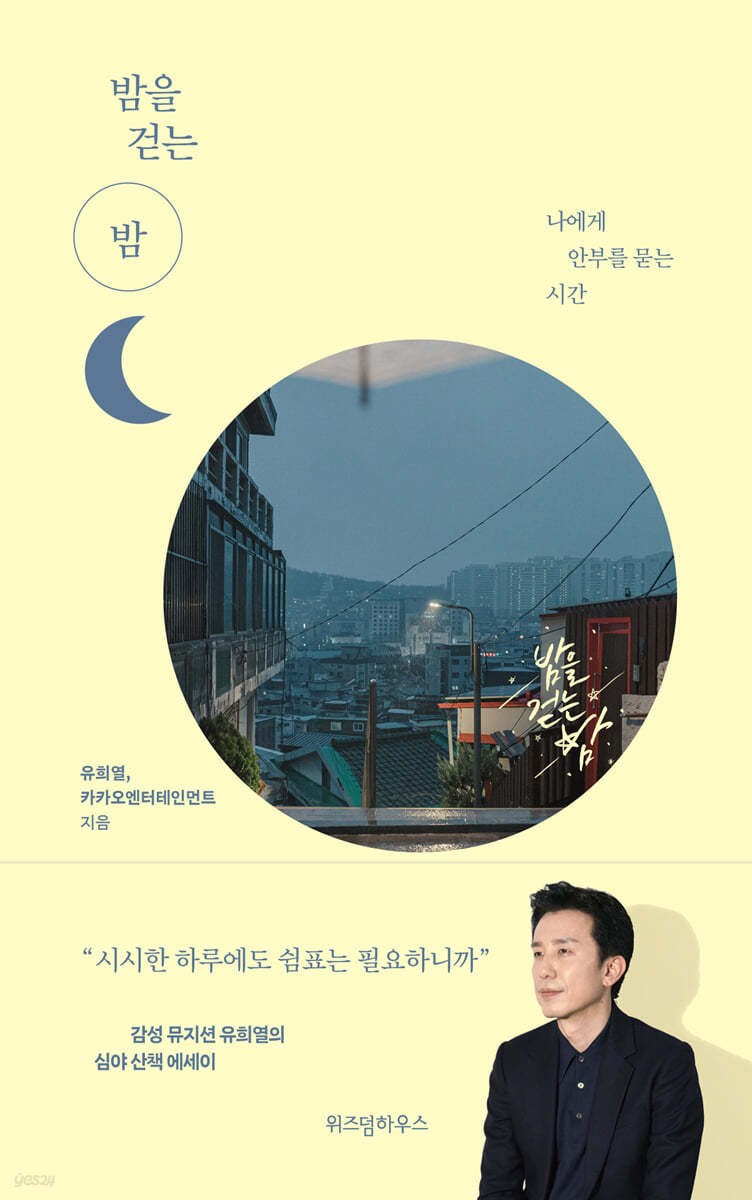 밤을
걷는
밤
나에게
안부를 묻는
시간
밤을
걷는
밤
유희열,
카카오엔터테인먼트
지음
“시시한 하루에도 쉼표는 필요하니까”
감성 뮤지션 유희열의
심야 산책 에세이
위즈덤하우스
yes24